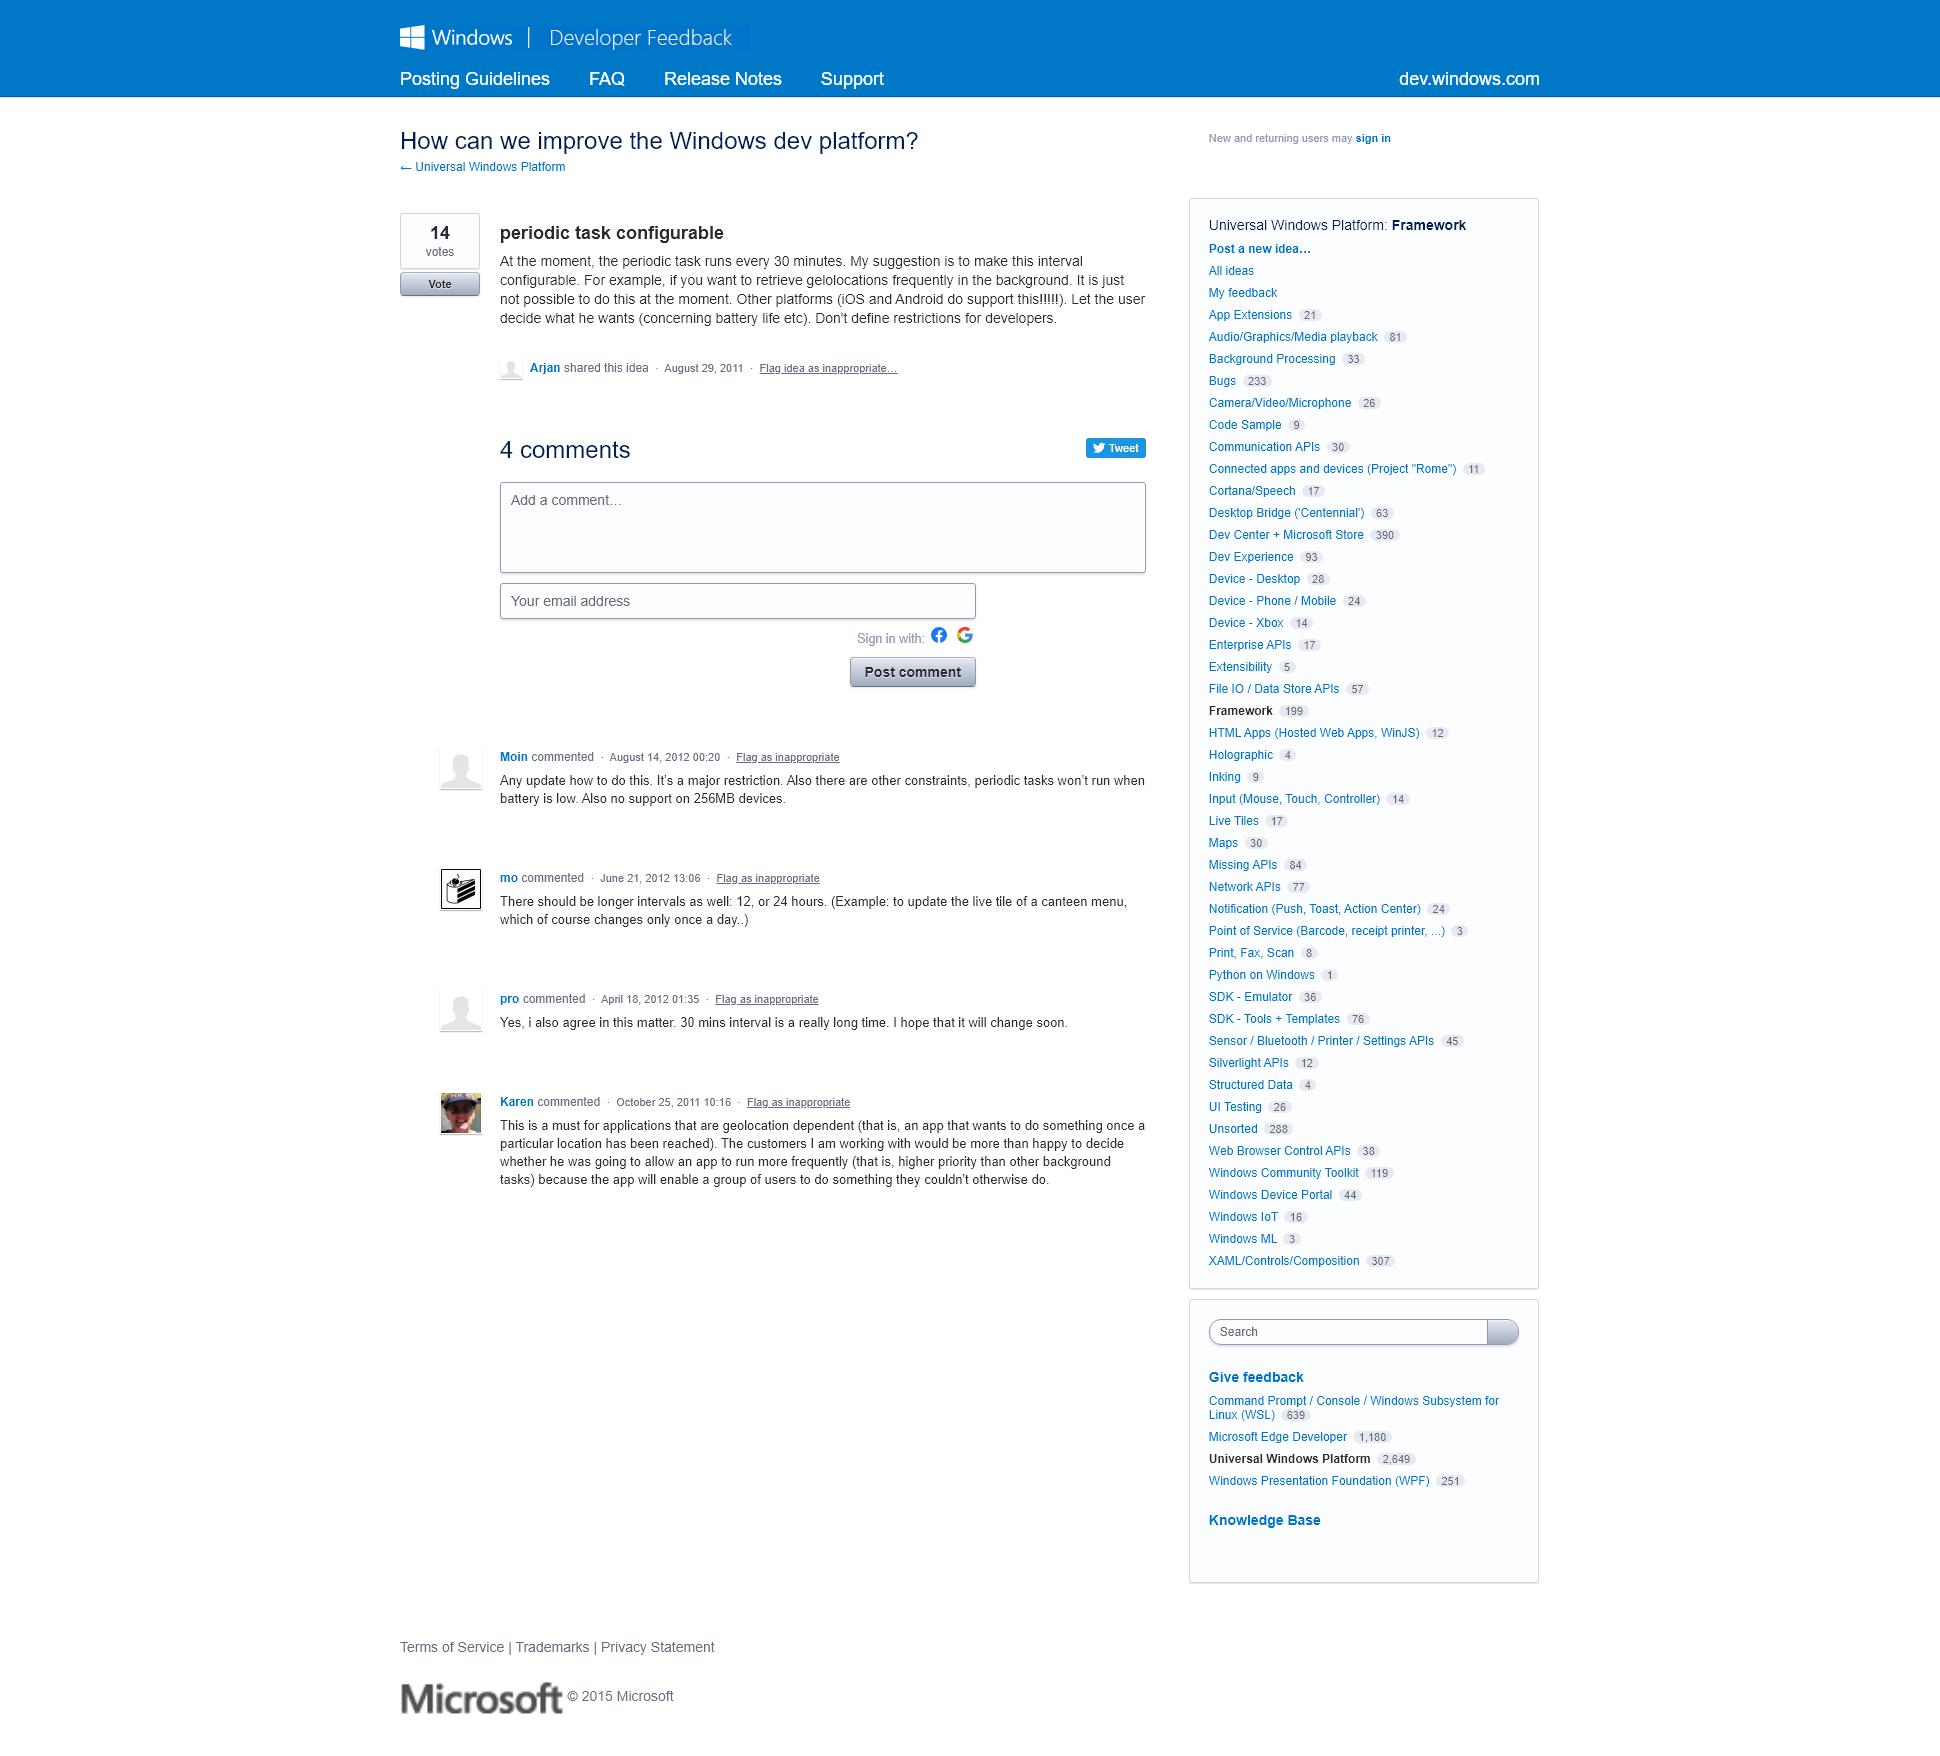 Windows | Developer Feedback
Posting Guidelines FAQ Release Notes Support dev.windows.com
How can we improve the Windows dev platform?
← Universal Windows Platform
New and returning users may sign in
14
votes
Vote
periodic task configurable
At the moment, the periodic task runs every 30 minutes. My suggestion is to make this interval
configurable. For example, if you want to retrieve gelolocations frequently in the background. It is just
not possible to do this at the moment. Other platforms (iOS and Android do support this!!!!!). Let the user
decide what he wants (concerning battery life etc). Don't define restrictions for developers.
Arjan shared this idea · August 29, 2011 · Flag idea as inappropriate…
4 comments
Tweet
Add a comment…
Your email address
Sign in with:
Post comment
Moin commented · August 14, 2012 00:20 · Flag as inappropriate
Any update how to do this. It's a major restriction. Also there are other constraints, periodic tasks won't run when
battery is low. Also no support on 256MB devices.
mo commented · June 21, 2012 13:06 · Flag as inappropriate
There should be longer intervals as well: 12, or 24 hours. (Example: to update the live tile of a canteen menu,
which of course changes only once a day..)
pro commented · April 18, 2012 01:35 · Flag as inappropriate
Yes, i also agree in this matter. 30 mins interval is a really long time. I hope that it will change soon.
Karen commented · October 25, 2011 10:16 · Flag as inappropriate
This is a must for applications that are geolocation dependent (that is, an app that wants to do something once a
particular location has been reached). The customers I am working with would be more than happy to decide
whether he was going to allow an app to run more frequently (that is, higher priority than other background
tasks) because the app will enable a group of users to do something they couldn't otherwise do.
Universal Windows Platform: Framework
Post a new idea…
All ideas
My feedback
App Extensions 21
Audio/Graphics/Media playback 81
Background Processing 33
Bugs 233
Camera/Video/Microphone 26
Code Sample 9
Communication APIs 30
Connected apps and devices (Project "Rome") 11
Cortana/Speech 17
Desktop Bridge ('Centennial') 63
Dev Center + Microsoft Store 390
Dev Experience 93
Device - Desktop 28
Device - Phone / Mobile 24
Device - Xbox 14
Enterprise APIs 17
Extensibility 5
File IO / Data Store APIs 57
Framework 199
HTML Apps (Hosted Web Apps, WinJS) 12
Holographic 4
Inking 9
Input (Mouse, Touch, Controller) 14
Live Tiles 17
Maps 30
Missing APIs 84
Network APIs 77
Notification (Push, Toast, Action Center) 24
Point of Service (Barcode, receipt printer, ...) 3
Print, Fax, Scan 8
Python on Windows 1
SDK - Emulator 36
SDK - Tools + Templates 76
Sensor / Bluetooth / Printer / Settings APIs 45
Silverlight APIs 12
Structured Data 4
UI Testing 26
Unsorted 288
Web Browser Control APIs 38
Windows Community Toolkit 119
Windows Device Portal 44
Windows IoT 16
Windows ML 3
XAML/Controls/Composition 307
Search
Give feedback
Command Prompt / Console / Windows Subsystem for
Linux (WSL) 639
Microsoft Edge Developer 1,180
Universal Windows Platform 2,649
Windows Presentation Foundation (WPF) 251
Knowledge Base
Terms of Service | Trademarks | Privacy Statement
Microsoft © 2015 Microsoft